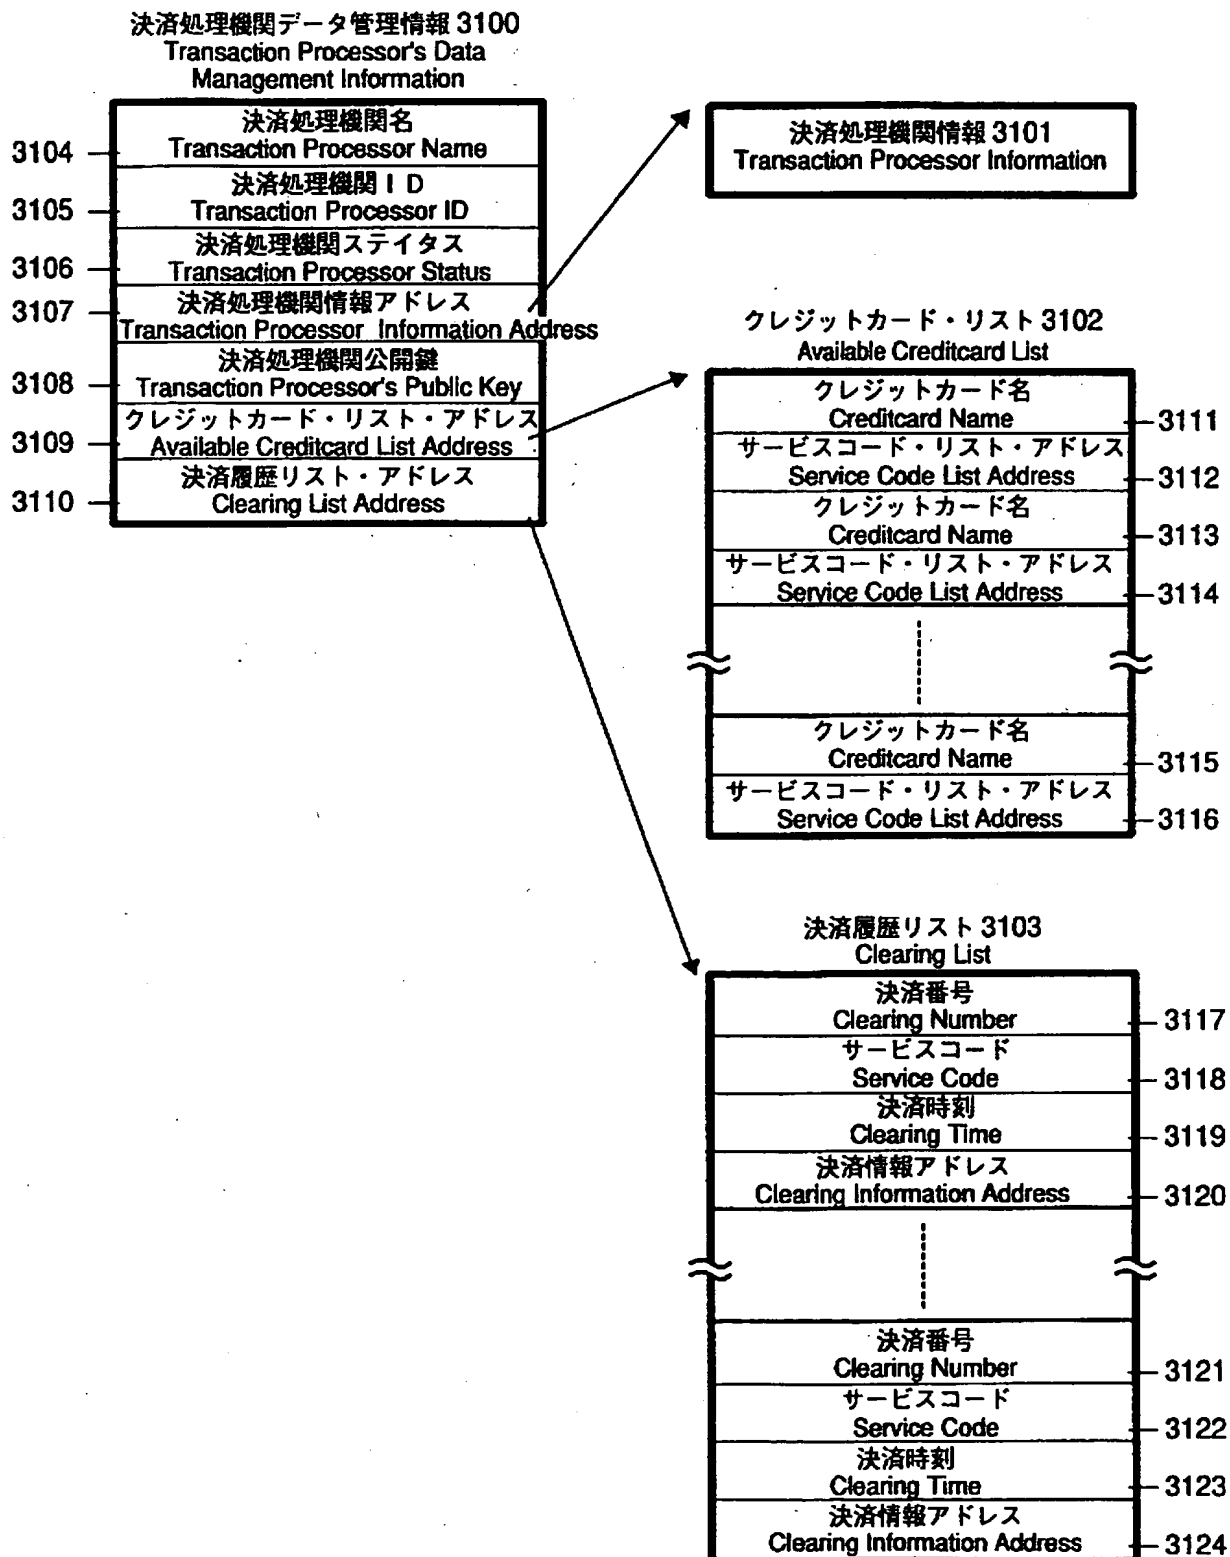 決済処理機関データ管理情報 3100
Transaction Processor's Data
Management Information
決済処理機関名
3104
Transaction Processor Name
決済処理機関ＩＤ
3105
Transaction Processor ID
決済処理機関ステイタス
3106
Transaction Processor Status
3107
決済処理機関情報アドレス
Transaction Processor Information Address
決済処理機関公開鍵
3108
Transaction Processor's Public Key
クレジットカード・リスト・アドレス
3109
Available Creditcard List Address
決済履歴リスト・アドレス
3110
Clearing List Address
決済処理機関情報 3101
Transaction Processor Information
クレジットカード・リスト 3102
Available Creditcard List
クレジットカード名
Creditcard Name
3111
サービスコード・リスト・アドレス
Service Code List Address
3112
クレジットカード名
Creditcard Name
3113
サービスコード・リスト・アドレス
Service Code List Address
3114
クレジットカード名
Creditcard Name
3115
サービスコード・リスト・アドレス
Service Code List Address
3116
決済履歴リスト 3103
Clearing List
決済番号
Clearing Number
3117
サービスコード
Service Code
3118
決済時刻
Clearing Time
3119
決済情報アドレス
Clearing Information Address
3120
決済番号
Clearing Number
3121
サービスコード
Service Code
3122
決済時刻
Clearing Time
3123
決済情報アドレス
Clearing Information Address
3124